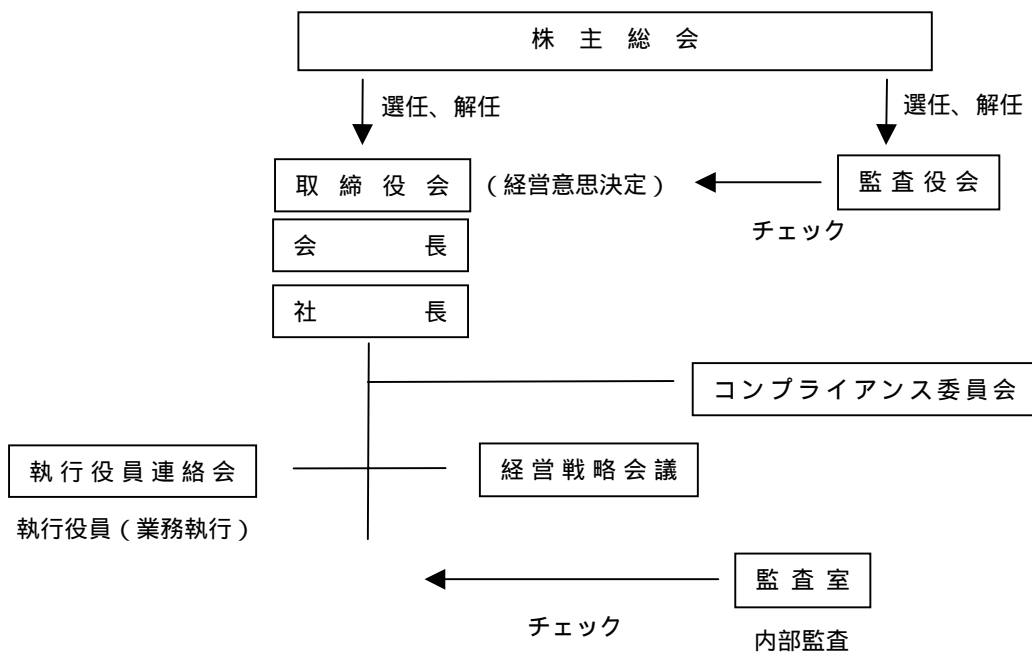 株主総会
選任、解任
選任、解任
取締役会
（経営意思決定）
監査役会
チェック
会長
社長
コンプライアンス委員会
執行役員連絡会
経営戦略会議
執行役員（業務執行）
監査室
チェック
内部監査